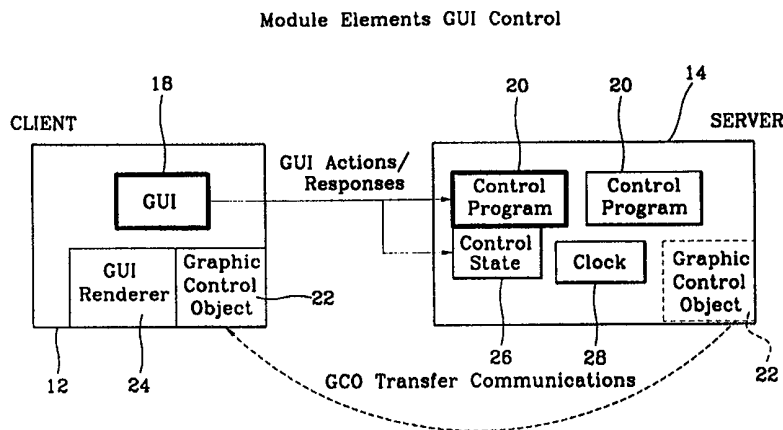 Module Elements GUI Control
18
20
20
14
CLIENT
SERVER
GUI Actions/
Responses
GUI
Control
Program
Control
Program
Control
State
Clock
GUI
Renderer
Graphic
Control
Object
22
Graphic
Control
Object
12
24
26
28
22
GCO Transfer Communications